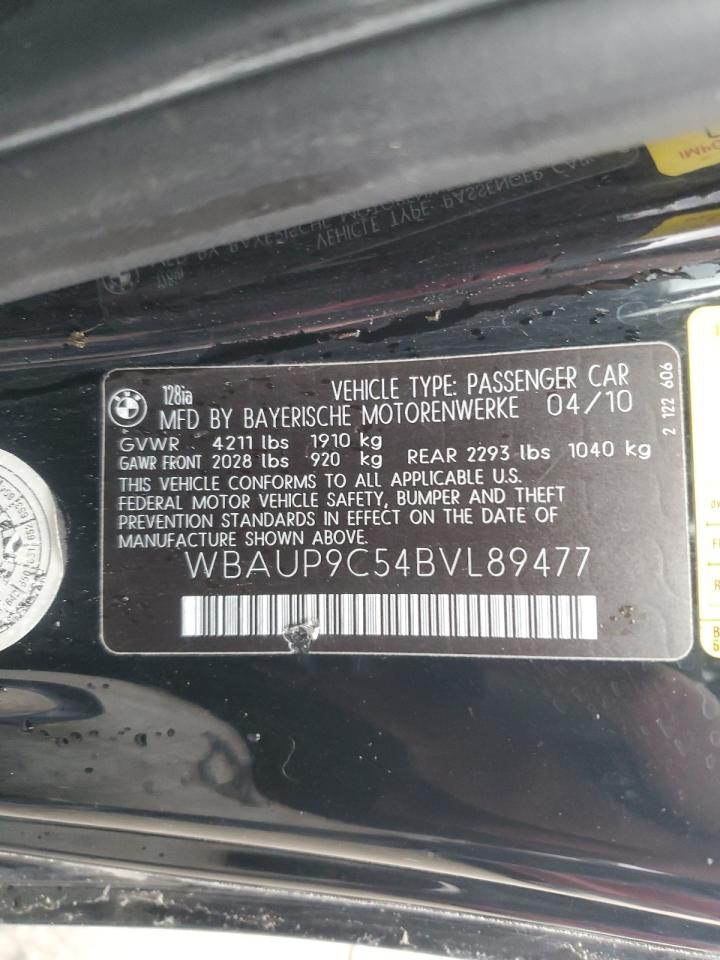 128ia
VEHICLE TYPE: PASSENGER CAR
MFD BY BAYERISCHE MOTORENWERKE 04/10
GVWR 4211 lbs 1910 kg
GAWR FRONT 2028 lbs 920 kg REAR 2293 lbs 1040 kg
THIS VEHICLE CONFORMS TO ALL APPLICABLE U.S.
FEDERAL MOTOR VEHICLE SAFETY, BUMPER AND THEFT
PREVENTION STANDARDS IN EFFECT ON THE DATE OF
MANUFACTURE SHOWN ABOVE.
WBAUP9C54BVL89477
2 122 606